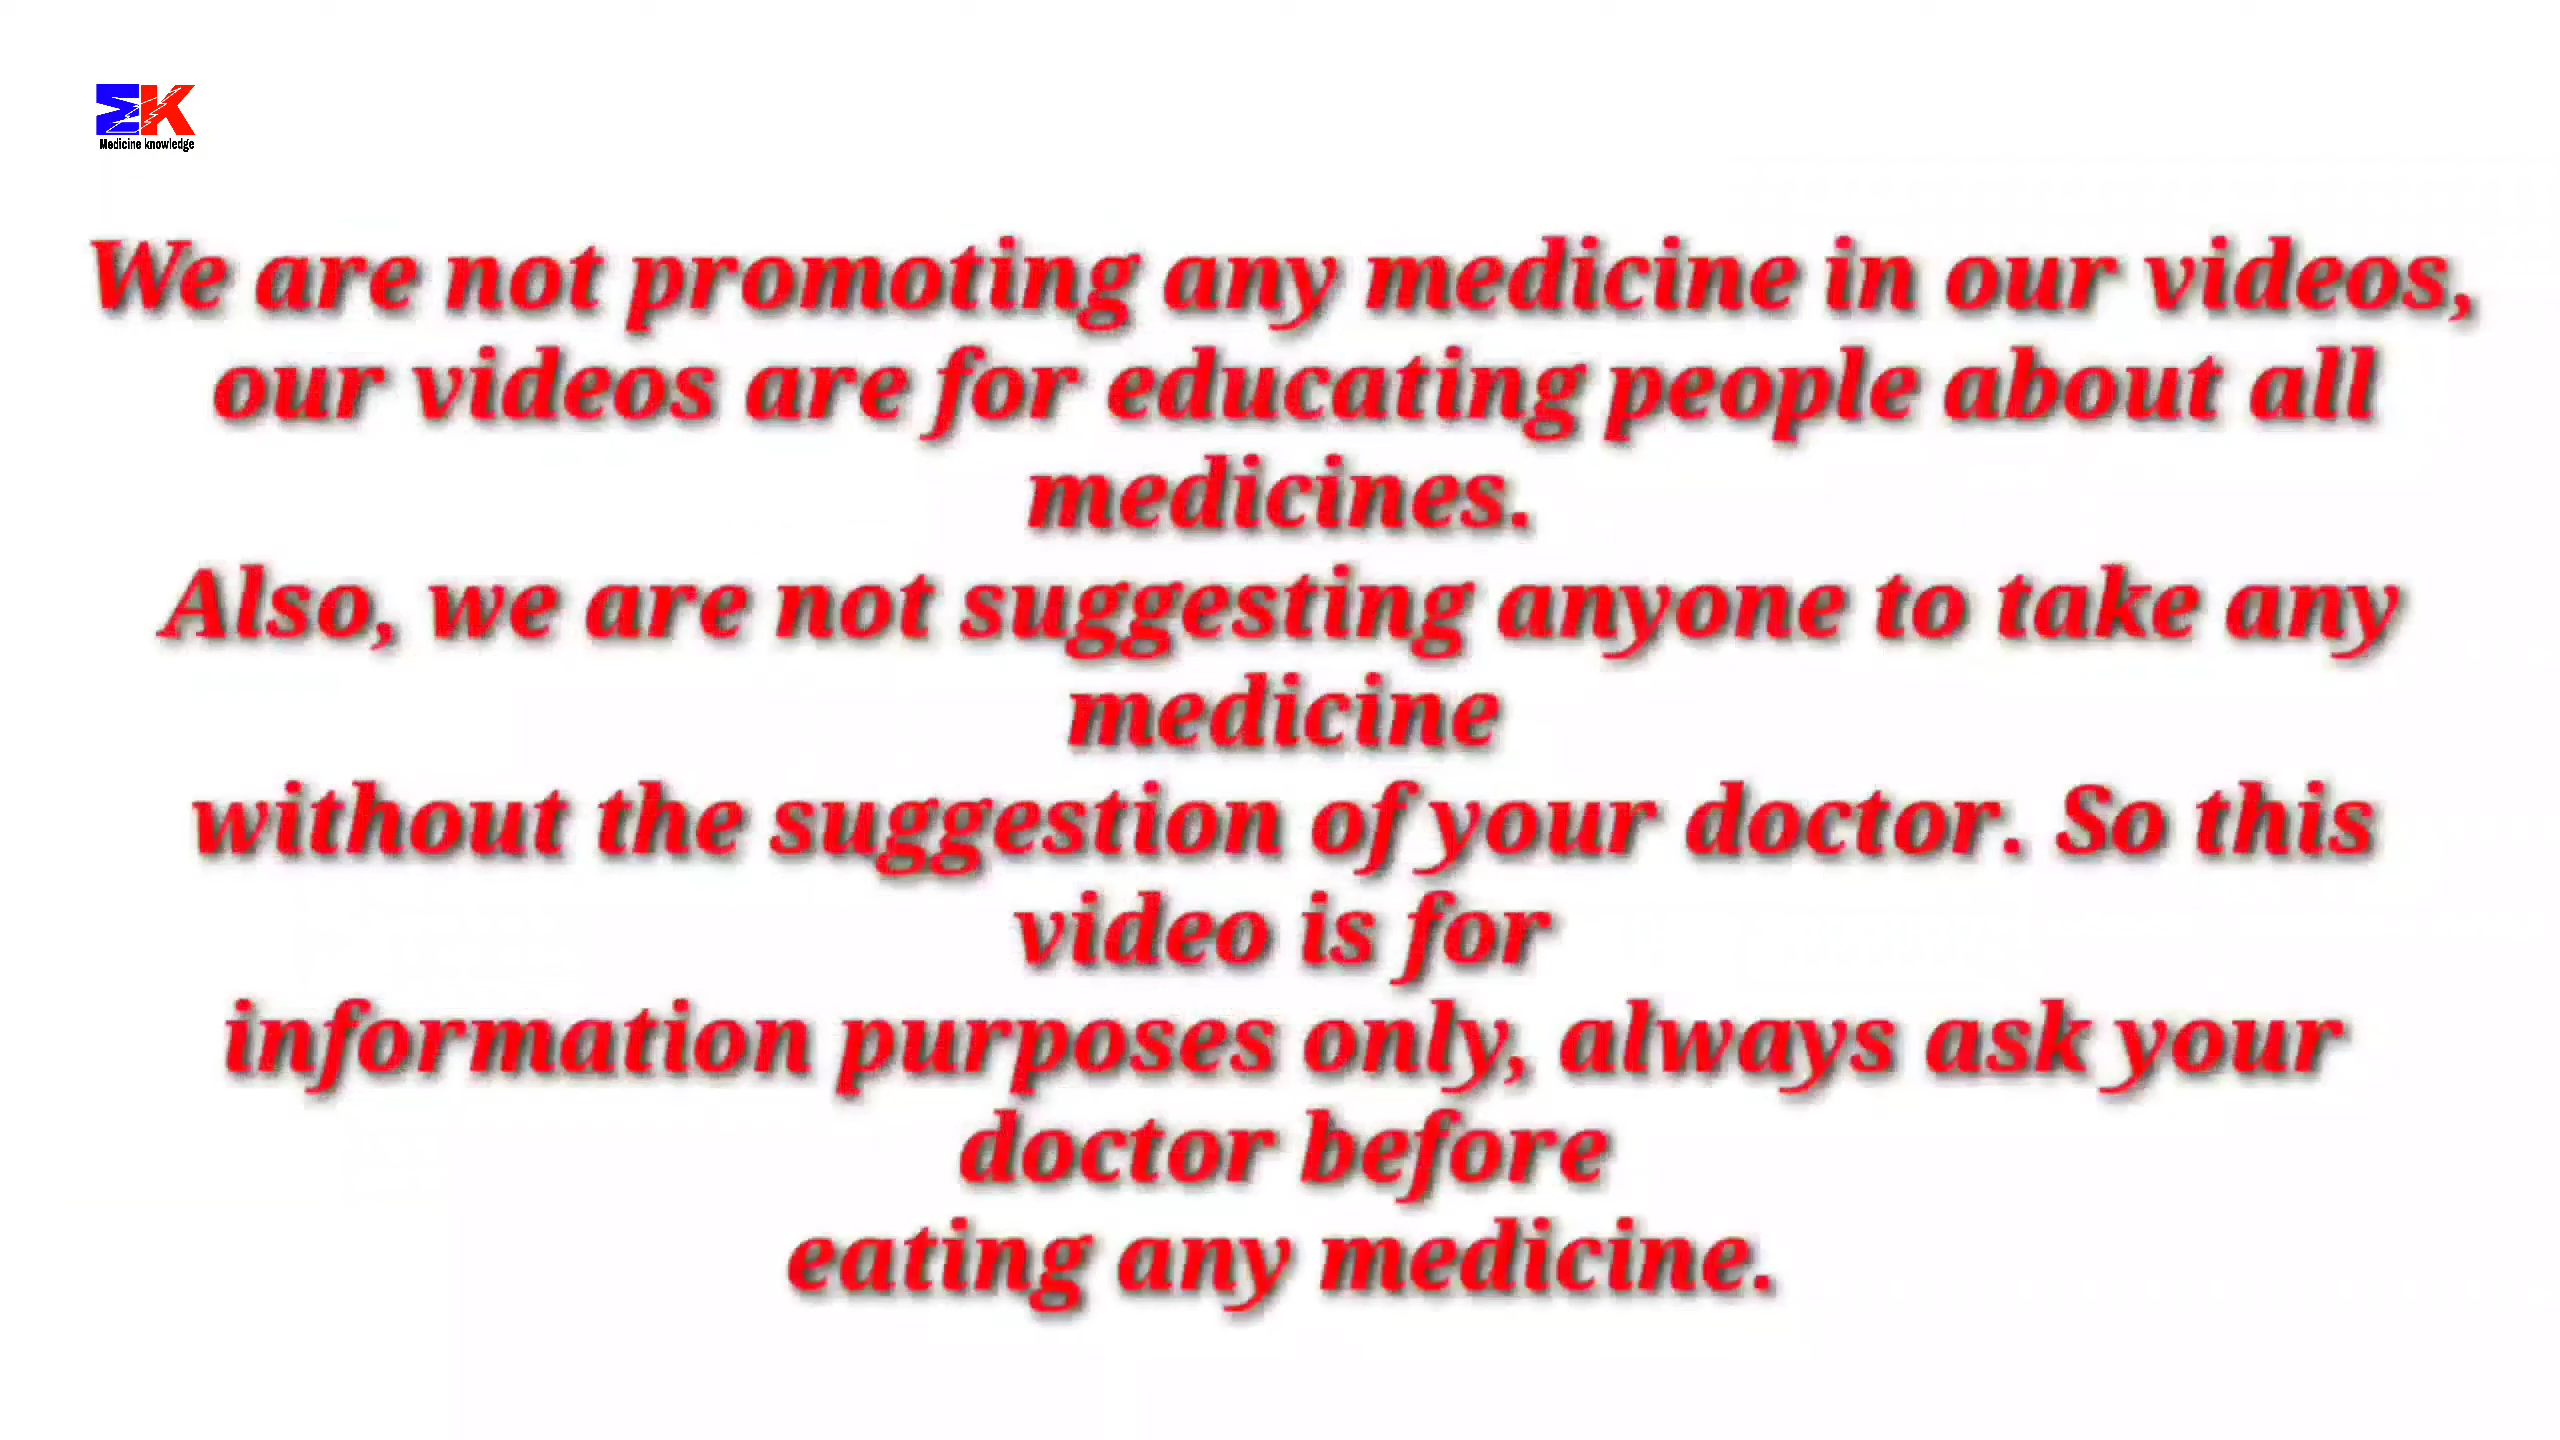 MK
Medicine knowledge
We are not promoting any medicine in our videos,
our videos are for educating people about all
medicines.
Also, we are not suggesting anyone to take any
medicine
without the suggestion of your doctor. So this
video is for
information purposes only, always ask your
doctor before
eating any medicine.